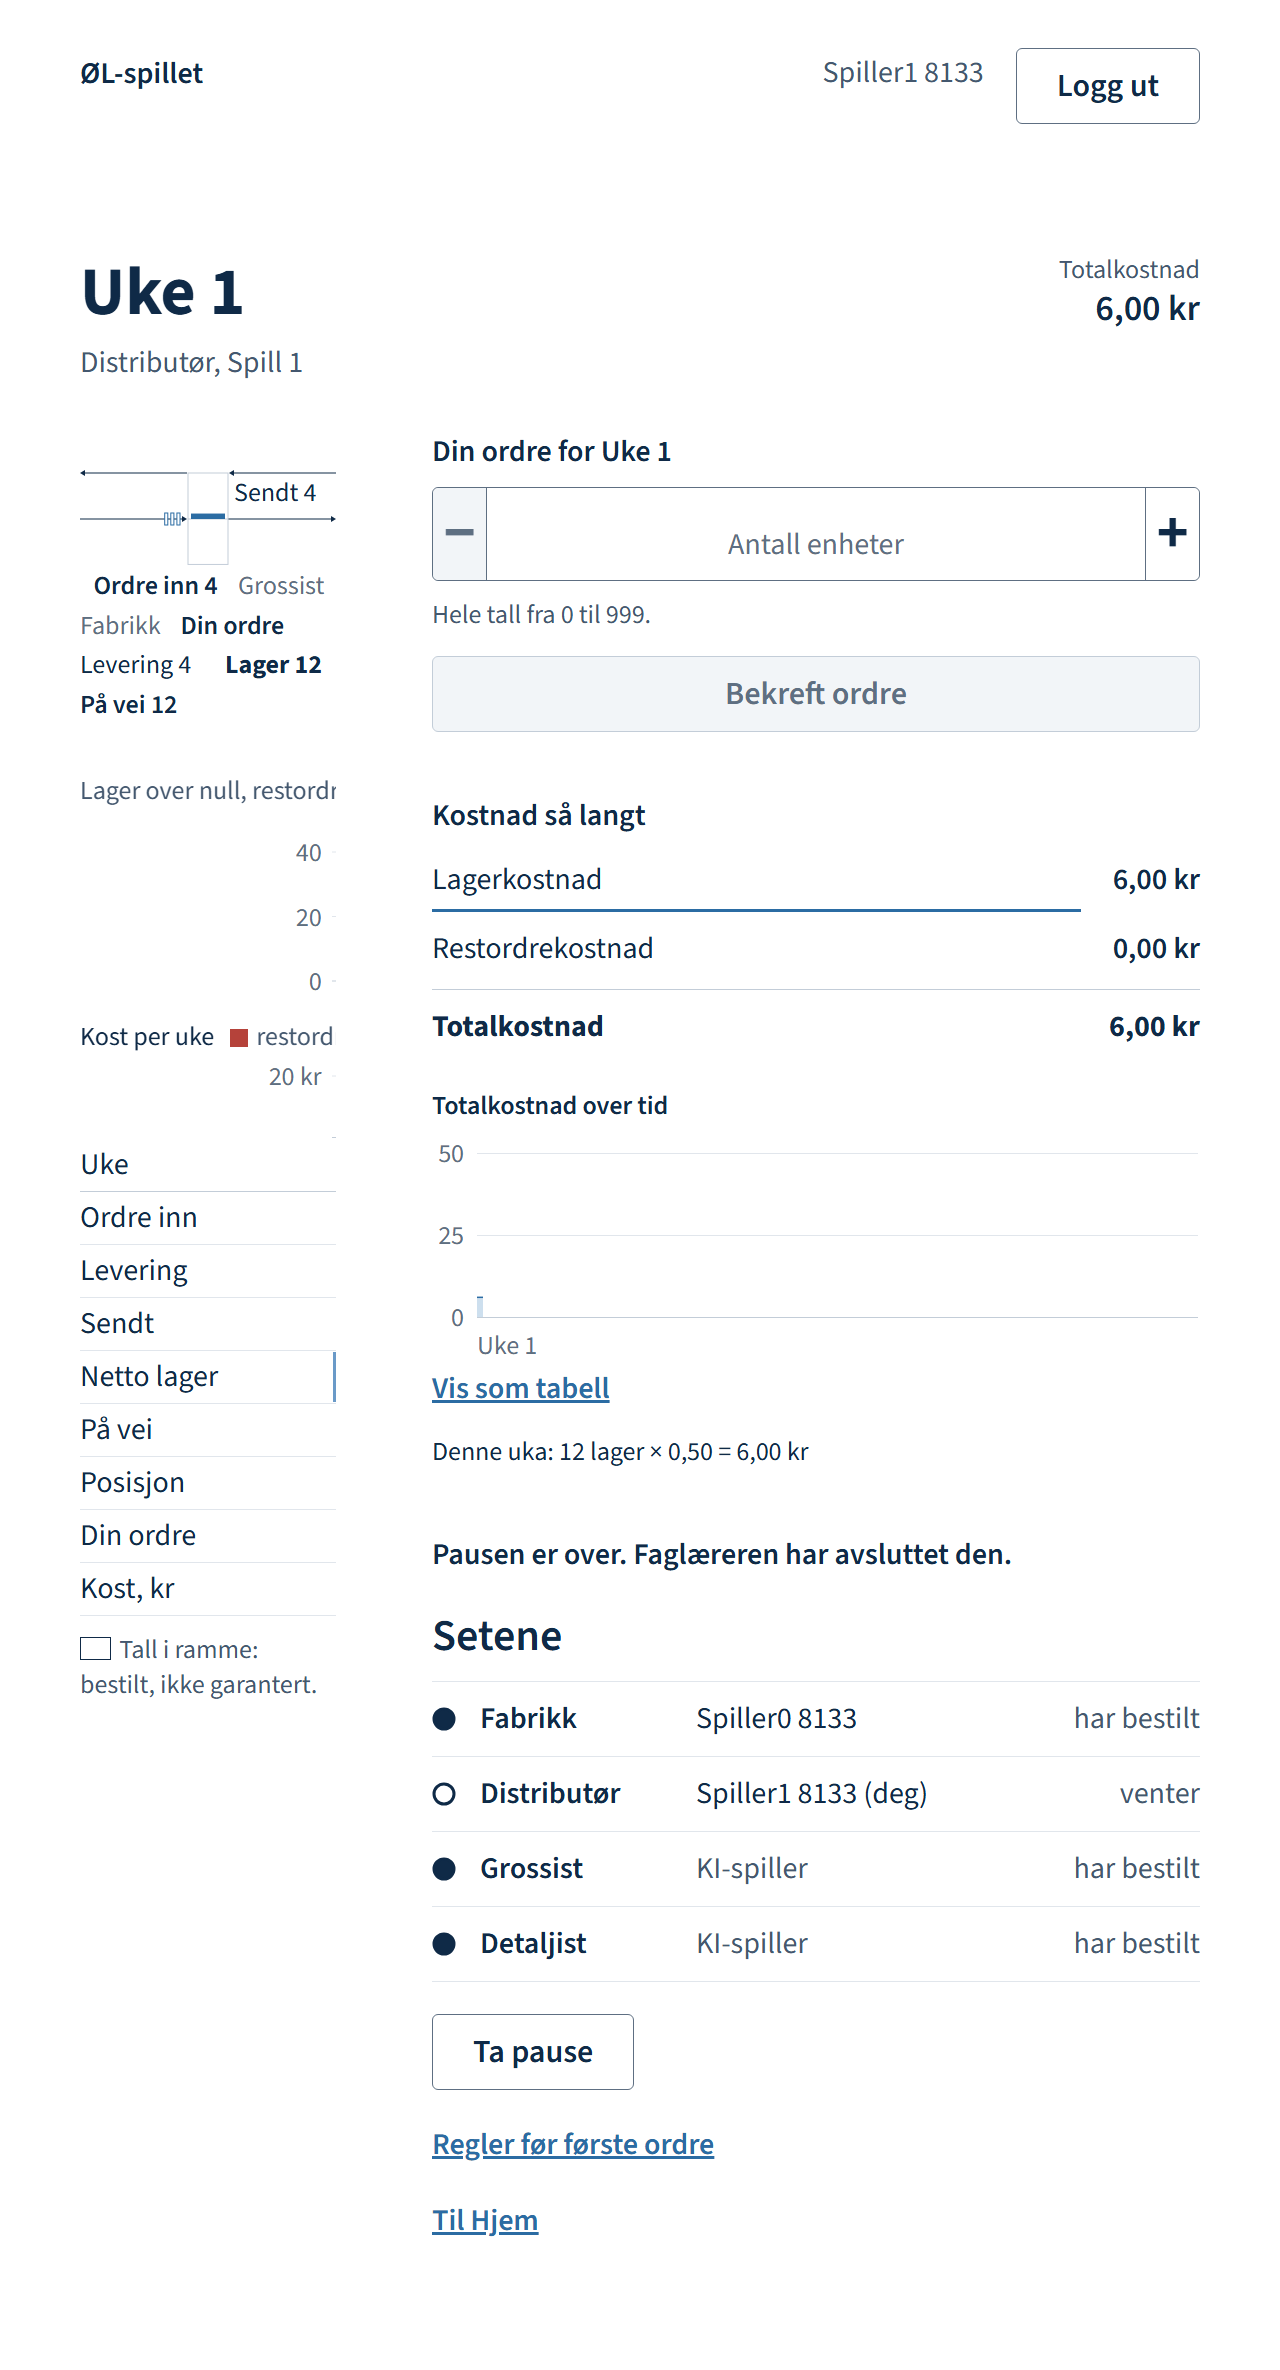 ØL-spillet
Spiller1 8133
Logg ut
Uke 1
Distributør, Spill 1
Totalkostnad
6,00 kr
Sendt 4
Ordre inn 4 Grossist
Fabrikk Din ordre
Levering 4 Lager 12
På vei 12
Lager over null, restordr
40
20
0
Kost per uke restord
20 kr
Uke
Ordre inn
Levering
Sendt
Netto lager
På vei
Posisjon
Din ordre
Kost, kr
Tall i ramme:
bestilt, ikke garantert.
Din ordre for Uke 1
− Antall enheter +
Hele tall fra 0 til 999.
Bekreft ordre
Kostnad så langt
Lagerkostnad 6,00 kr
Restordrekostnad 0,00 kr
Totalkostnad 6,00 kr
Totalkostnad over tid
50
25
0
Uke 1
Vis som tabell
Denne uka: 12 lager × 0,50 = 6,00 kr
Pausen er over. Faglæreren har avsluttet den.
Setene
Fabrikk Spiller0 8133 har bestilt
Distributør Spiller1 8133 (deg) venter
Grossist KI-spiller har bestilt
Detaljist KI-spiller har bestilt
Ta pause
Regler før første ordre
Til Hjem